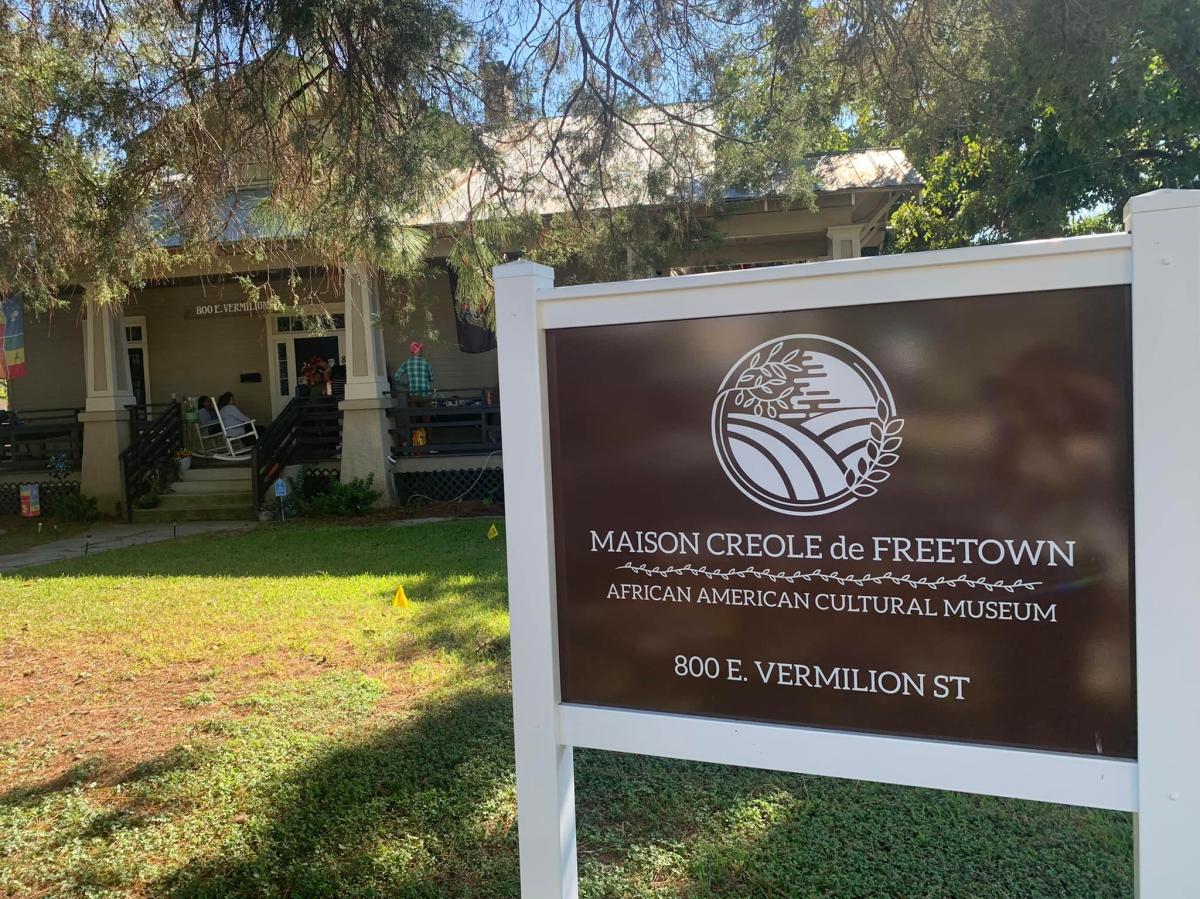 800 E. VERMILION
MAISON CREOLE de FREETOWN
AFRICAN AMERICAN CULTURAL MUSEUM
800 E. VERMILION ST